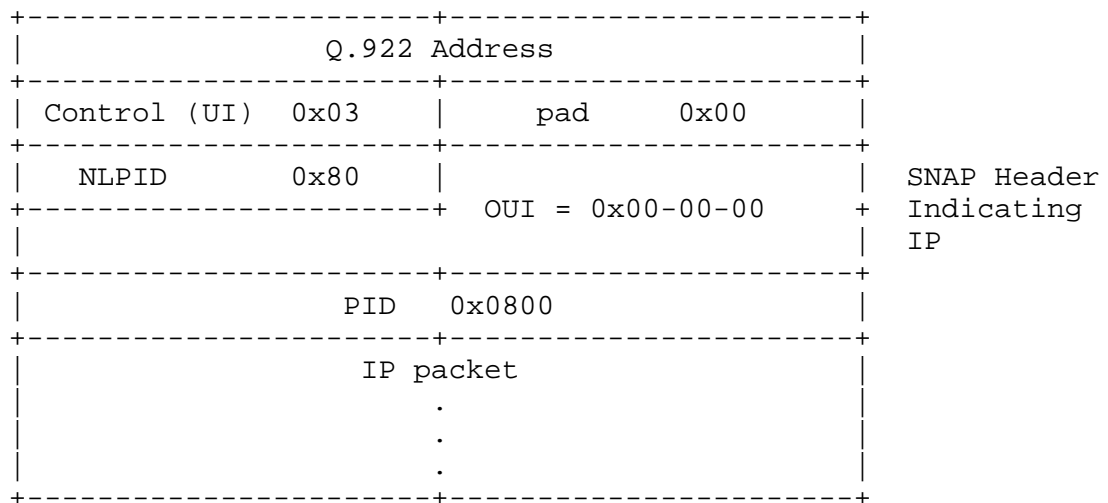 Q.922 Address
Control (UI) 0x03 pad 0x00
NLPID 0x80 SNAP Header
OUI = 0x00-00-00 Indicating
IP
PID 0x0800
IP packet
.
.
.